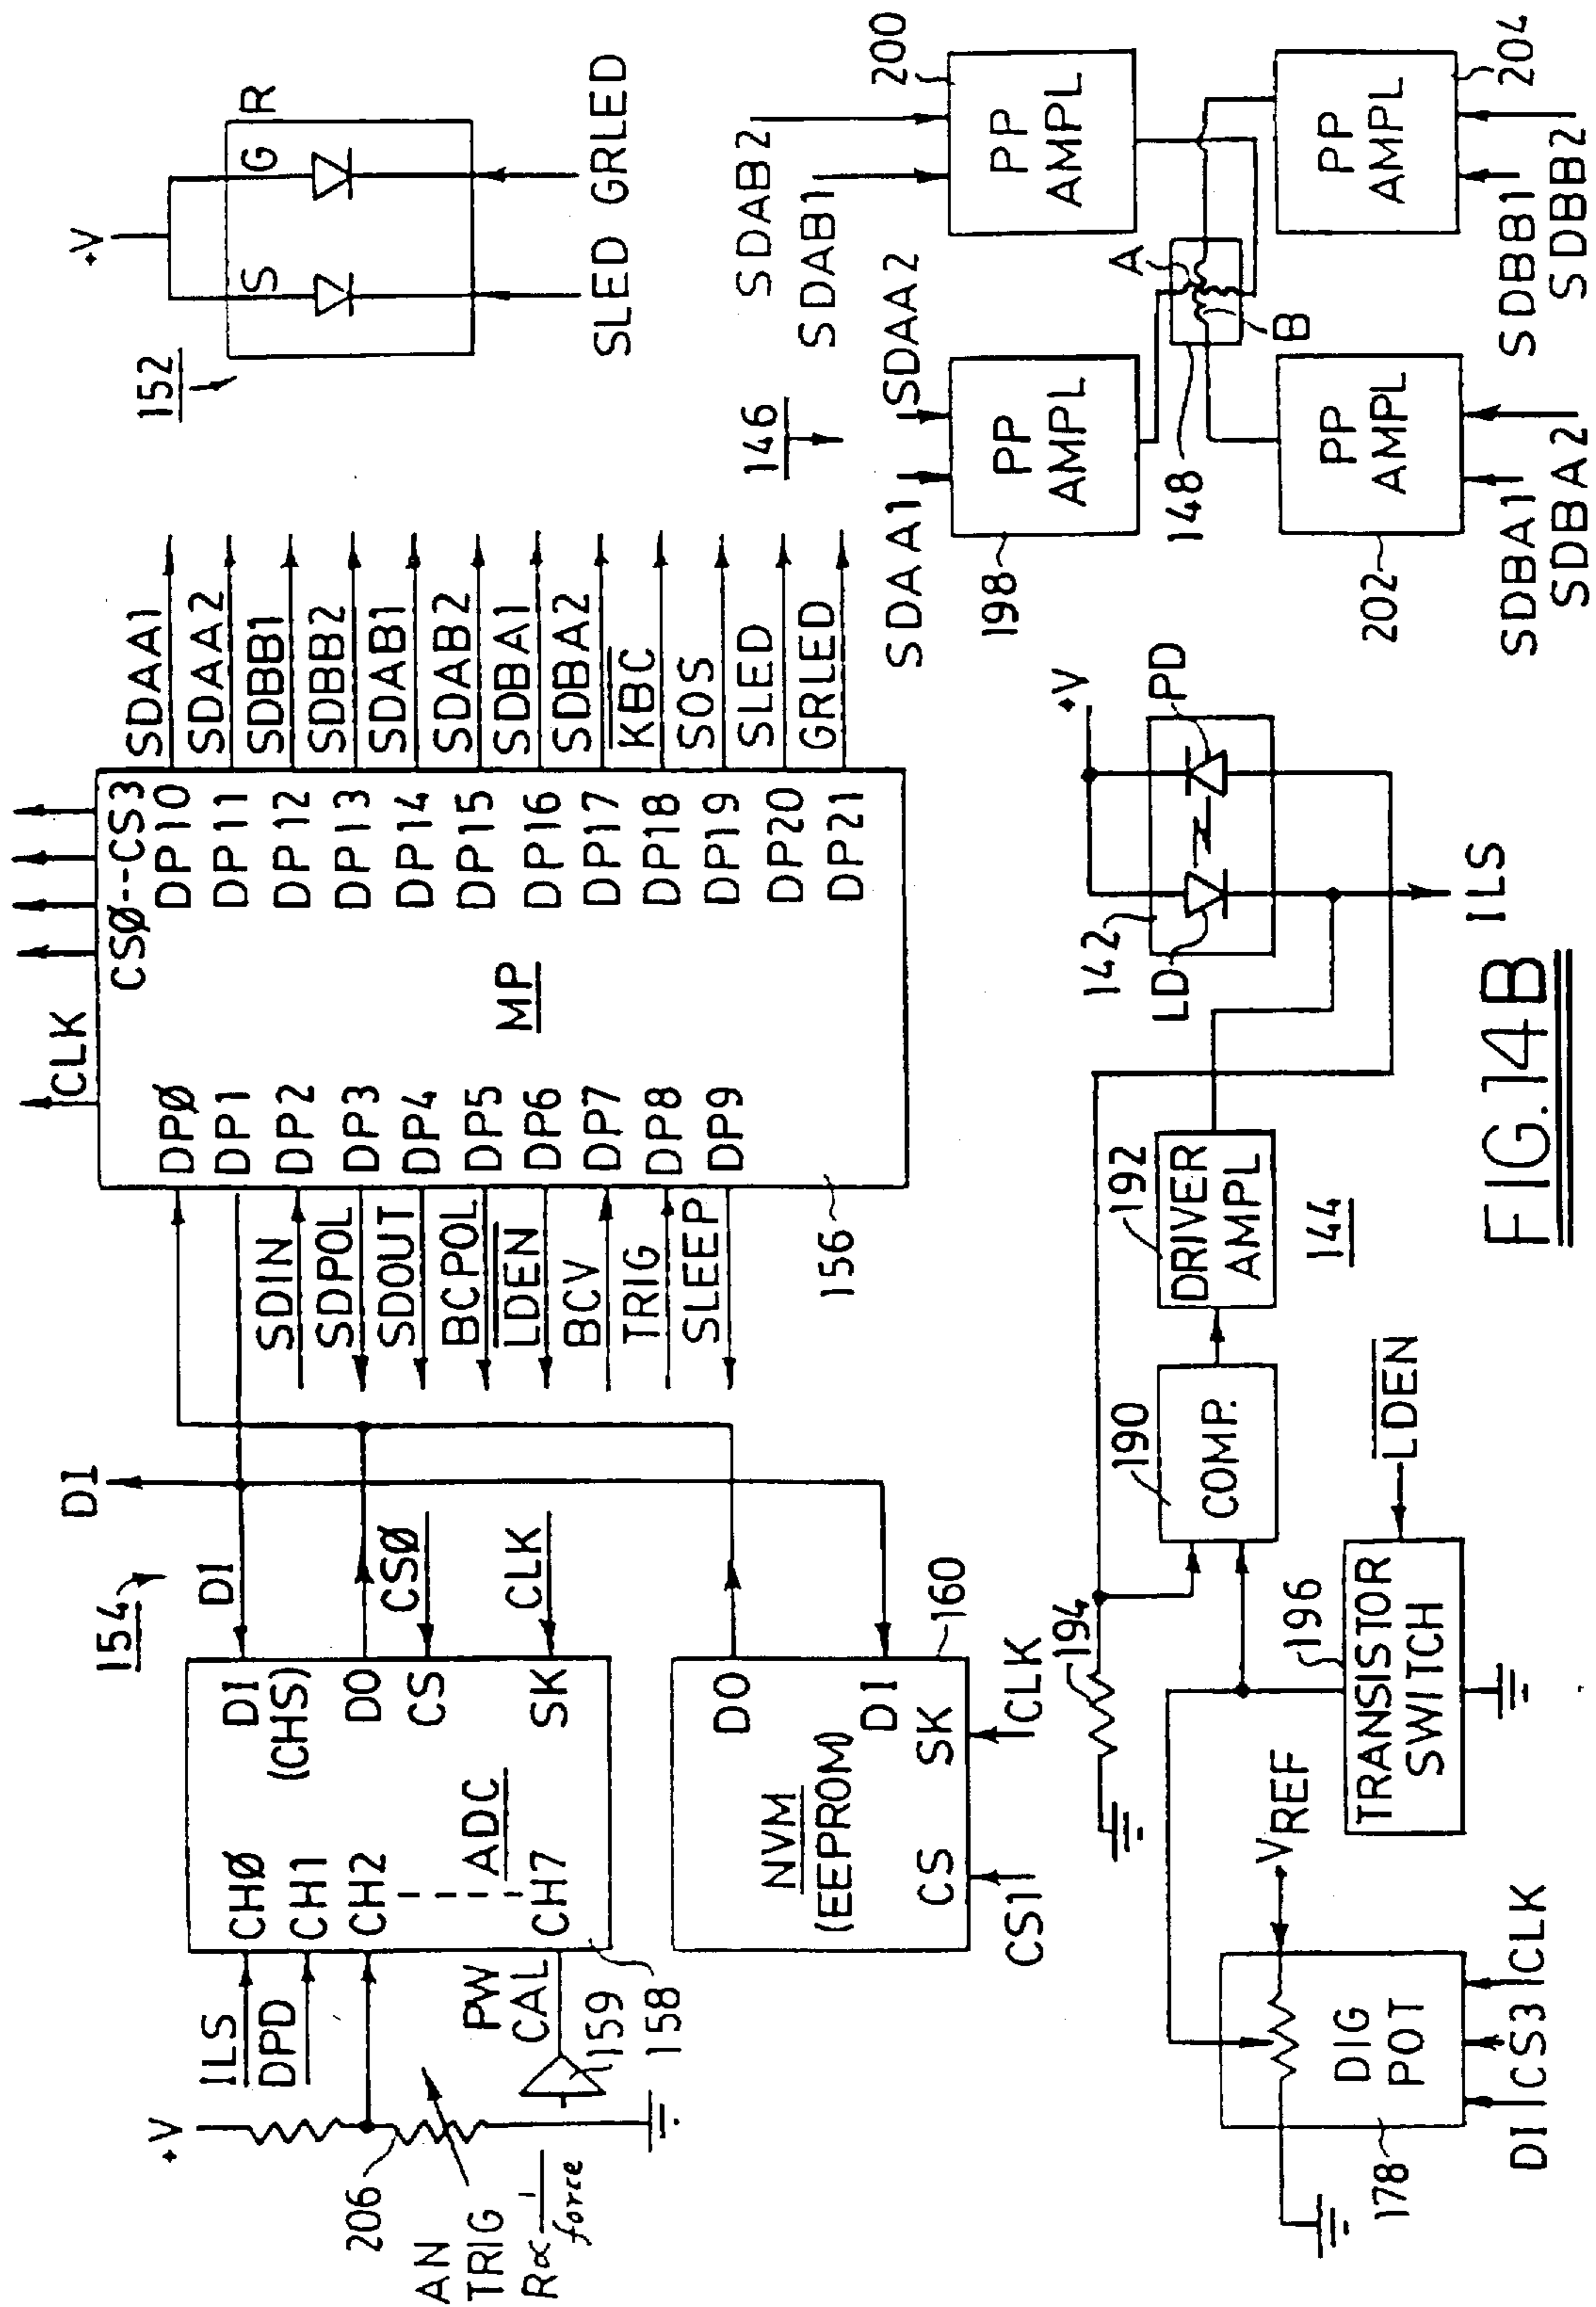 +V
206
AN
TRIG
R∝ 1/force
ILS
DPD
PW
CAL
159
158
CHØ
CH1
CH2
CH7
ADC
DI
(CHS)
DO
CS
SK
154
DI
CSØ
CLK
DI
NVM
(EEPROM)
DO
DI
CS
SK
CS1
CLK
160
CLK
CSØ--CS3
DPØ
DP1
DP2
DP3
DP4
DP5
DP6
DP7
DP8
DP9
MP
DP10
DP11
DP12
DP13
DP14
DP15
DP16
DP17
DP18
DP19
DP20
DP21
SDIN
SDPOL
SDOUT
BCPOL
LDEN
BCV
TRIG
SLEEP
156
SDAA1
SDAA2
SDBB1
SDBB2
SDAB1
SDAB2
SDBA1
SDBA2
KBC
SOS
SLED
GRLED
152
+V
S
G
R
SLED
GRLED
146
SDAA1
SDAA2
SDAB1
SDAB2
198
PP
AMPL
200
PP
AMPL
148
A
B
202
PP
AMPL
204
PP
AMPL
SDBA1
SDBA2
SDBB1
SDBB2
178
DIG
POT
DI
CS3
CLK
VREF
194
196
TRANSISTOR
SWITCH
LDEN
190
COMP.
192
DRIVER
AMPL
144
142
LD
PD
+V
ILS
FIG.14B